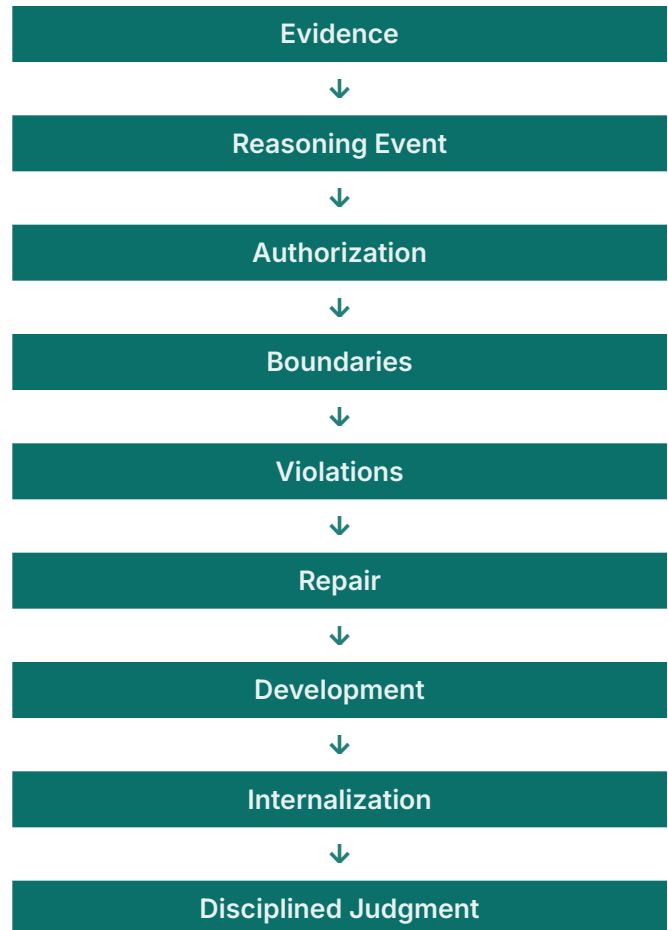 Evidence
↓
Reasoning Event
↓
Authorization
↓
Boundaries
↓
Violations
↓
Repair
↓
Development
↓
Internalization
↓
Disciplined Judgment